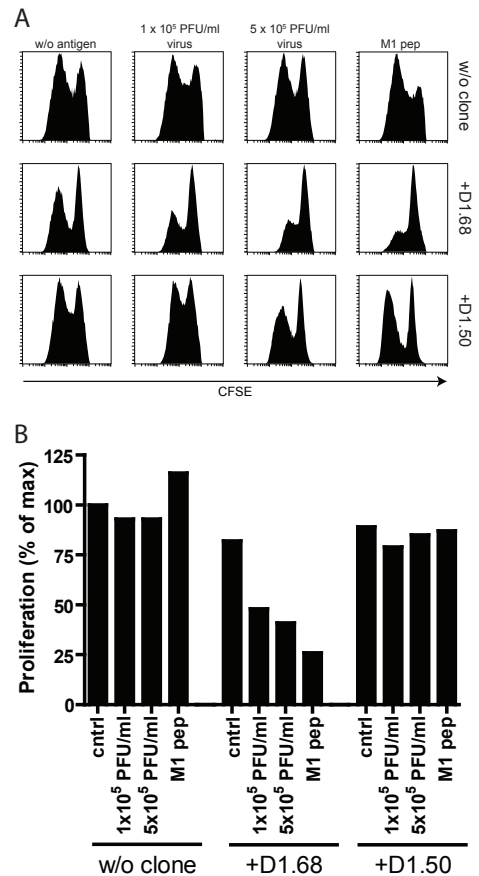 A
w/o antigen
1 x 10⁵ PFU/ml
virus
5 x 10⁵ PFU/ml
virus
M1 pep
w/o clone
+D1.68
+D1.50
CFSE
B
Proliferation (% of max)
125
100
75
50
25
0
cntrl
1x10⁵ PFU/ml
5x10⁵ PFU/ml
M1 pep
cntrl
1x10⁵ PFU/ml
5x10⁵ PFU/ml
M1 pep
cntrl
1x10⁵ PFU/ml
5x10⁵ PFU/ml
M1 pep
w/o clone
+D1.68
+D1.50